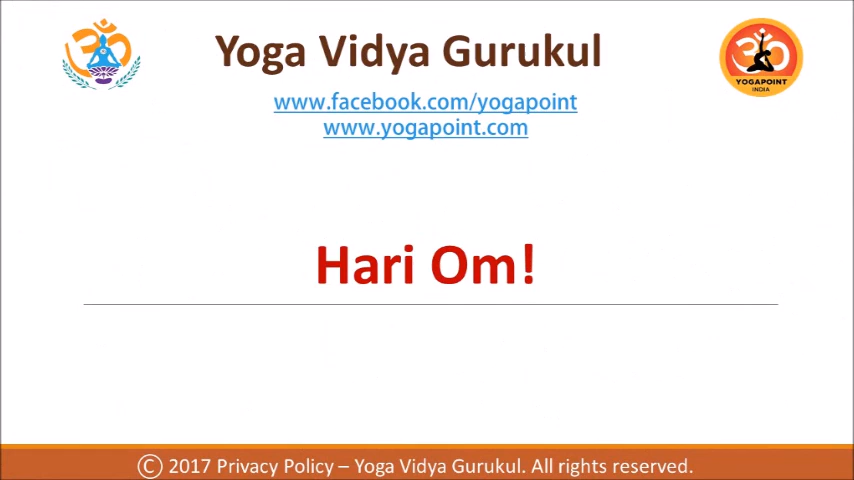 Yoga Vidya Gurukul
www.facebook.com/yogapoint
www.yogapoint.com
ॐ
ॐ
YOGAPOINT
INDIA
Hari Om!
© 2017 Privacy Policy – Yoga Vidya Gurukul. All rights reserved.